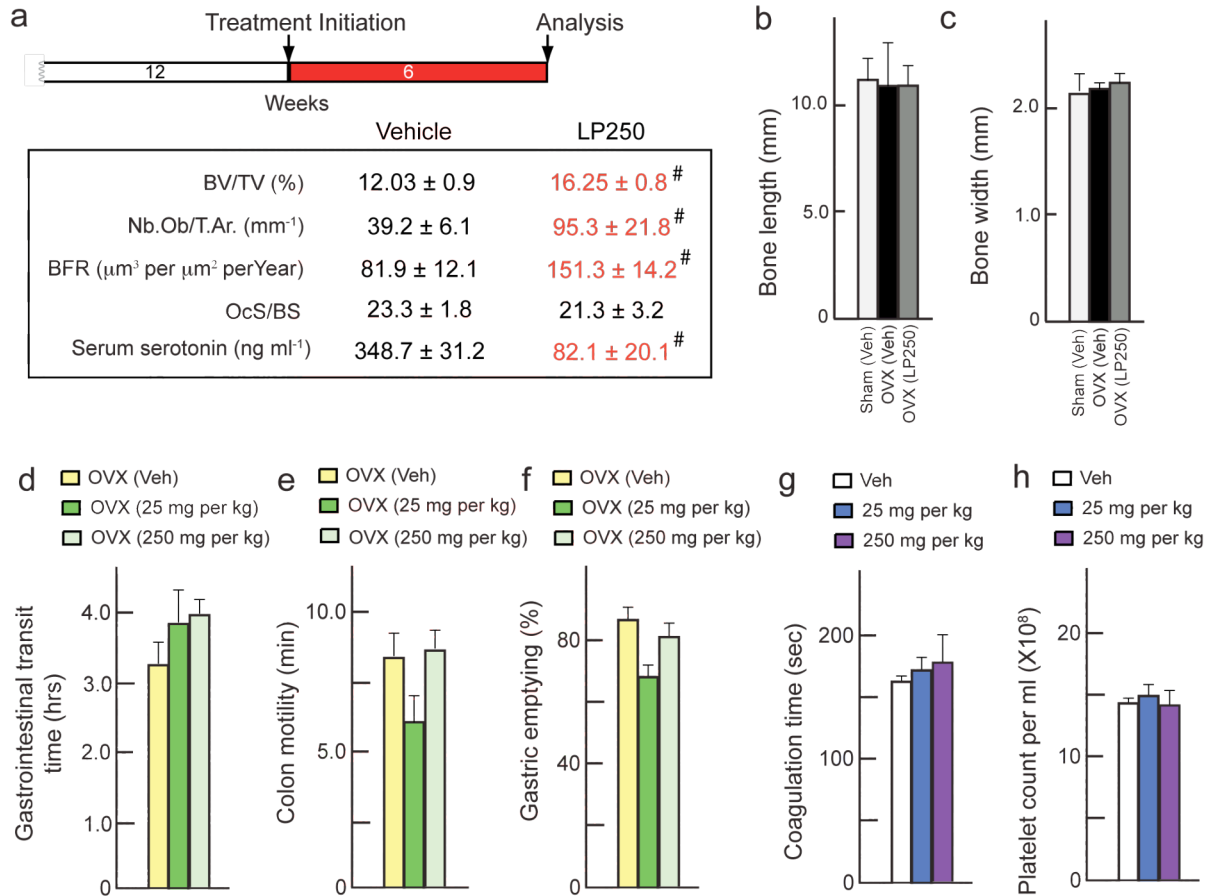 a
Treatment Initiation Analysis
12 6
Weeks
Vehicle LP250
BV/TV (%) 12.03 ± 0.9 16.25 ± 0.8 #
Nb.Ob/T.Ar. (mm⁻¹) 39.2 ± 6.1 95.3 ± 21.8 #
BFR (µm³ per µm² perYear) 81.9 ± 12.1 151.3 ± 14.2 #
OcS/BS 23.3 ± 1.8 21.3 ± 3.2
Serum serotonin (ng ml⁻¹) 348.7 ± 31.2 82.1 ± 20.1 #
b
Bone length (mm)
10.0
5.0
0
Sham (Veh)
OVX (Veh)
OVX (LP250)
c
Bone width (mm)
2.0
1.0
0
Sham (Veh)
OVX (Veh)
OVX (LP250)
d
OVX (Veh)
OVX (25 mg per kg)
OVX (250 mg per kg)
Gastrointestinal transit
time (hrs)
4.0
3.0
2.0
1.0
0
e
OVX (Veh)
OVX (25 mg per kg)
OVX (250 mg per kg)
Colon motility (min)
10.0
5.0
0
f
OVX (Veh)
OVX (25 mg per kg)
OVX (250 mg per kg)
Gastric emptying (%)
80
40
0
g
Veh
25 mg per kg
250 mg per kg
Coagulation time (sec)
200
100
0
h
Veh
25 mg per kg
250 mg per kg
Platelet count per ml (X10⁸)
20
10
0